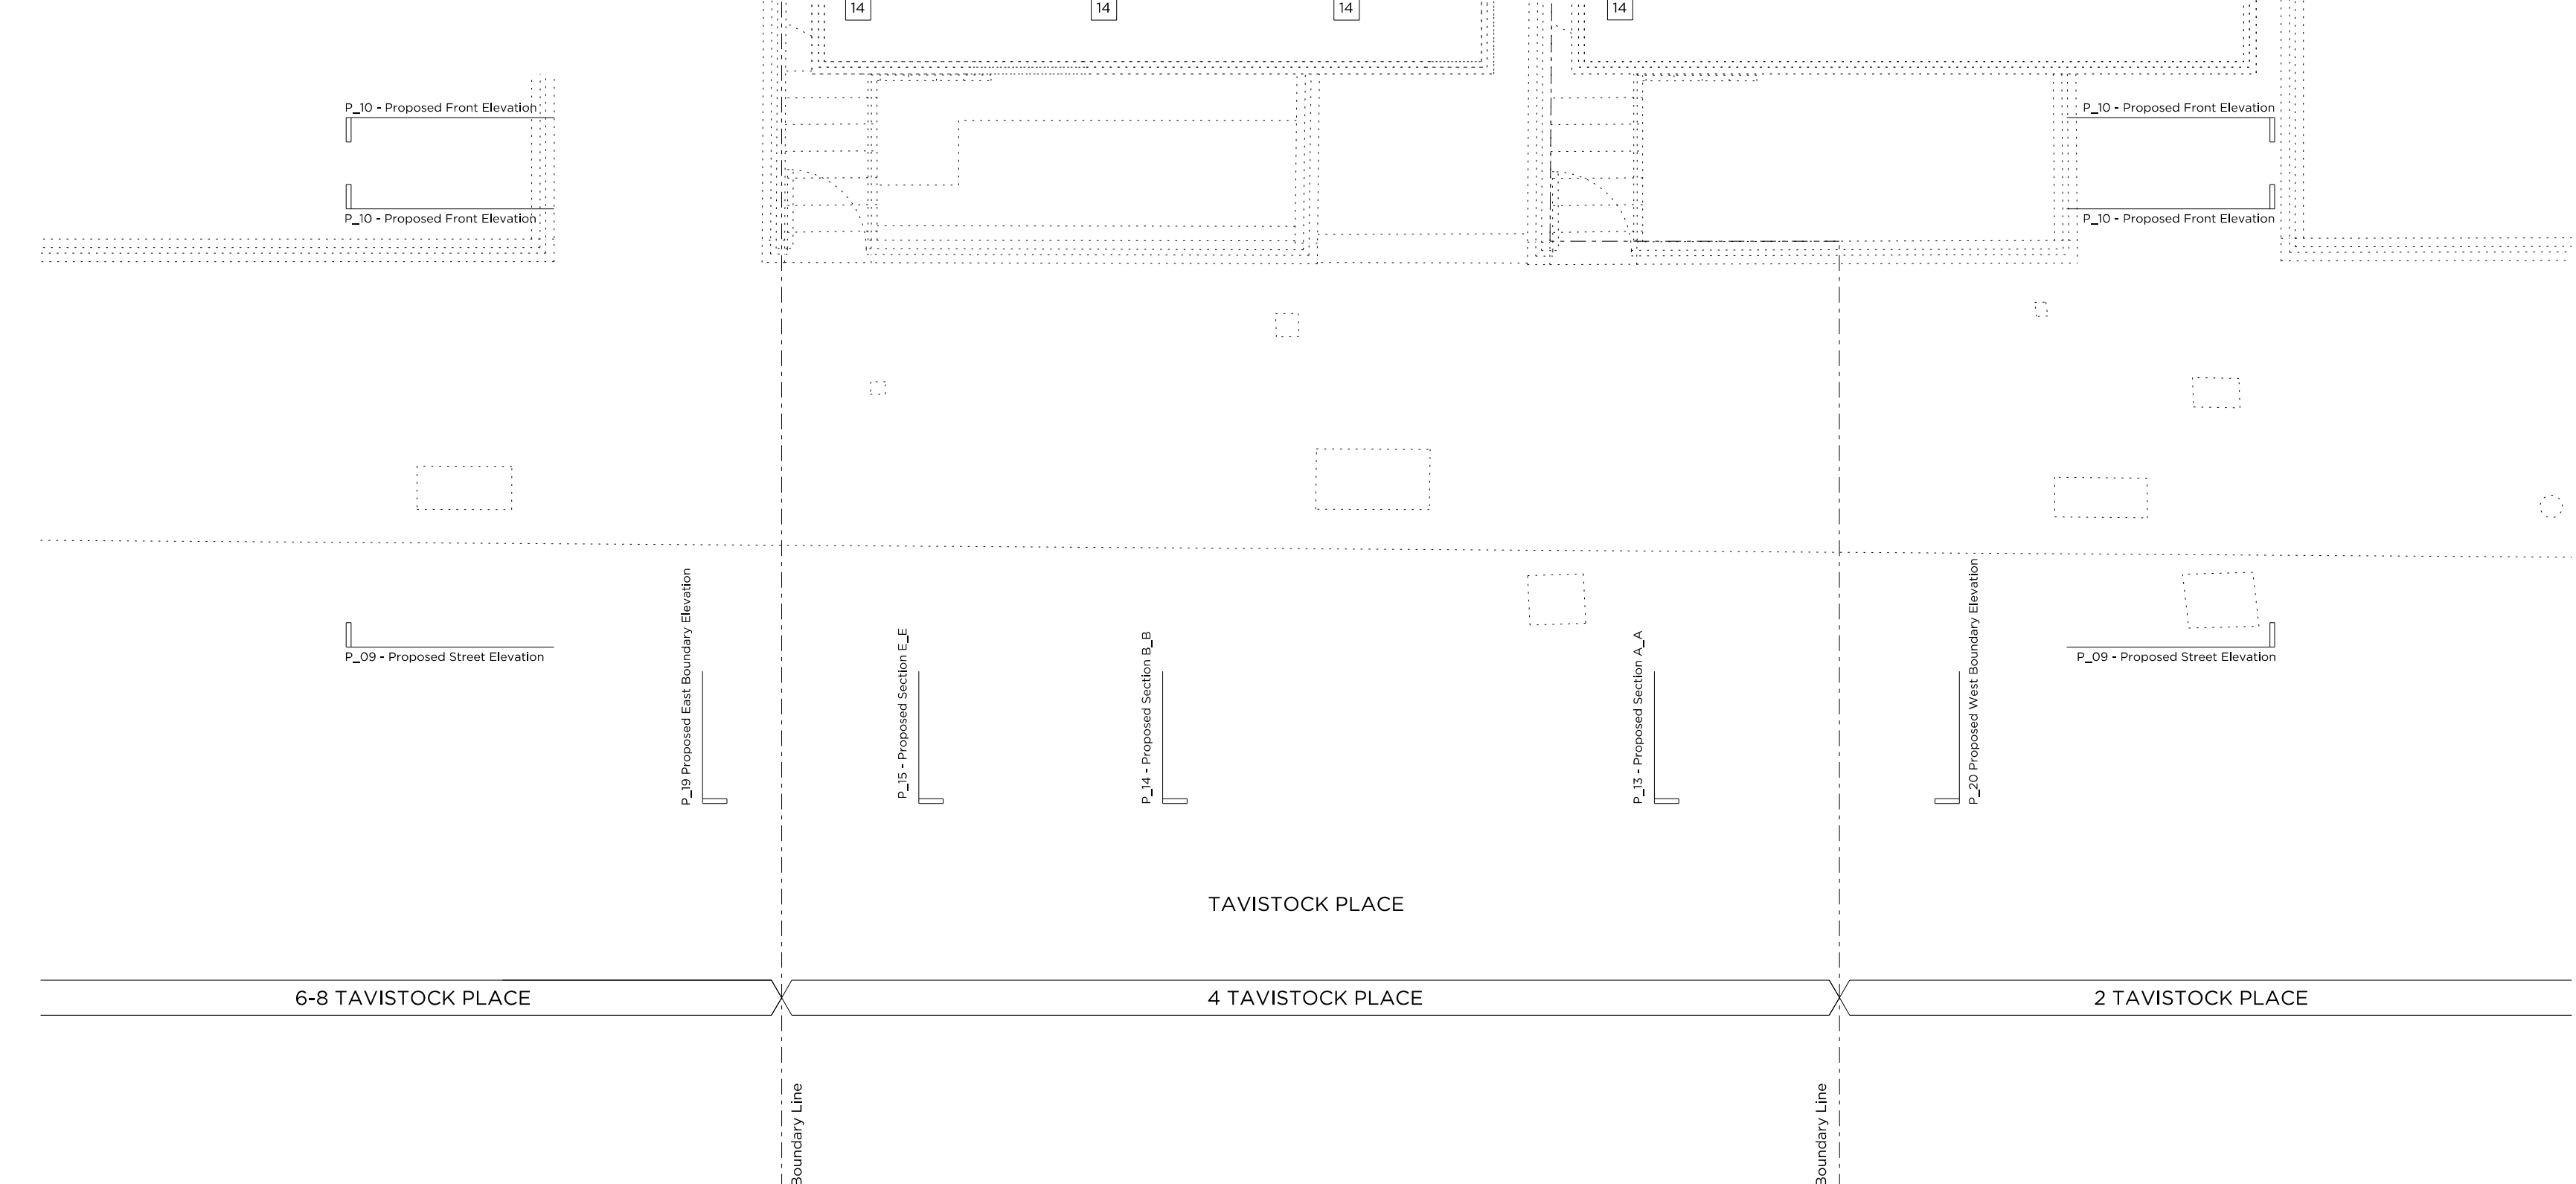 14
14
14
14
P_10 - Proposed Front Elevation
P_10 - Proposed Front Elevation
P_10 - Proposed Front Elevation
P_10 - Proposed Front Elevation
P_19 Proposed East Boundary Elevation
P_15 - Proposed Section E_E
P_14 - Proposed Section B_B
P_13 - Proposed Section A_A
P_20 Proposed West Boundary Elevation
P_09 - Proposed Street Elevation
P_09 - Proposed Street Elevation
TAVISTOCK PLACE
6-8 TAVISTOCK PLACE
4 TAVISTOCK PLACE
2 TAVISTOCK PLACE
Boundary Line
Boundary Line